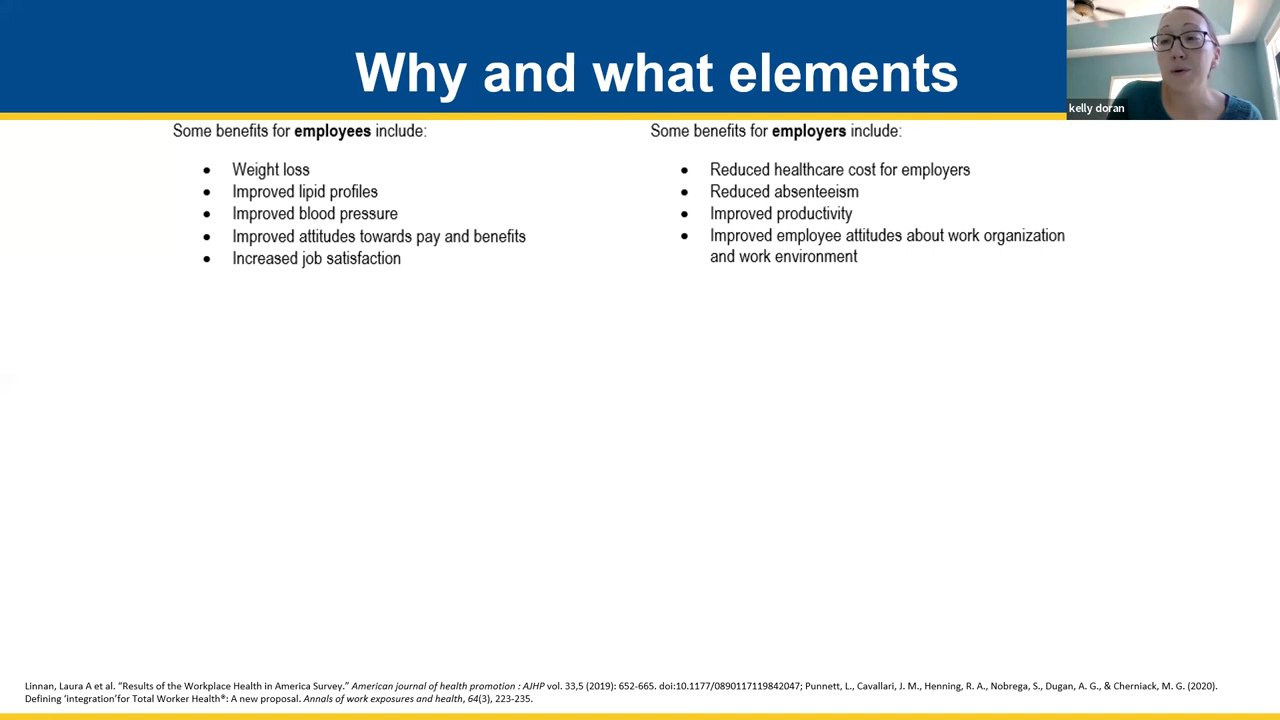 Why and what elements
kelly doran
Some benefits for employees include:
• Weight loss
• Improved lipid profiles
• Improved blood pressure
• Improved attitudes towards pay and benefits
• Increased job satisfaction
Some benefits for employers include:
• Reduced healthcare cost for employers
• Reduced absenteeism
• Improved productivity
• Improved employee attitudes about work organization
and work environment
Linnan, Laura A et al. “Results of the Workplace Health in America Survey.” American journal of health promotion : AJHP vol. 33,5 (2019): 652-665. doi:10.1177/0890117119842047; Punnett, L., Cavallari, J. M., Henning, R. A., Nobrega, S., Dugan, A. G., & Cherniack, M. G. (2020).
Defining ‘integration’for Total Worker Health®: A new proposal. Annals of work exposures and health, 64(3), 223-235.